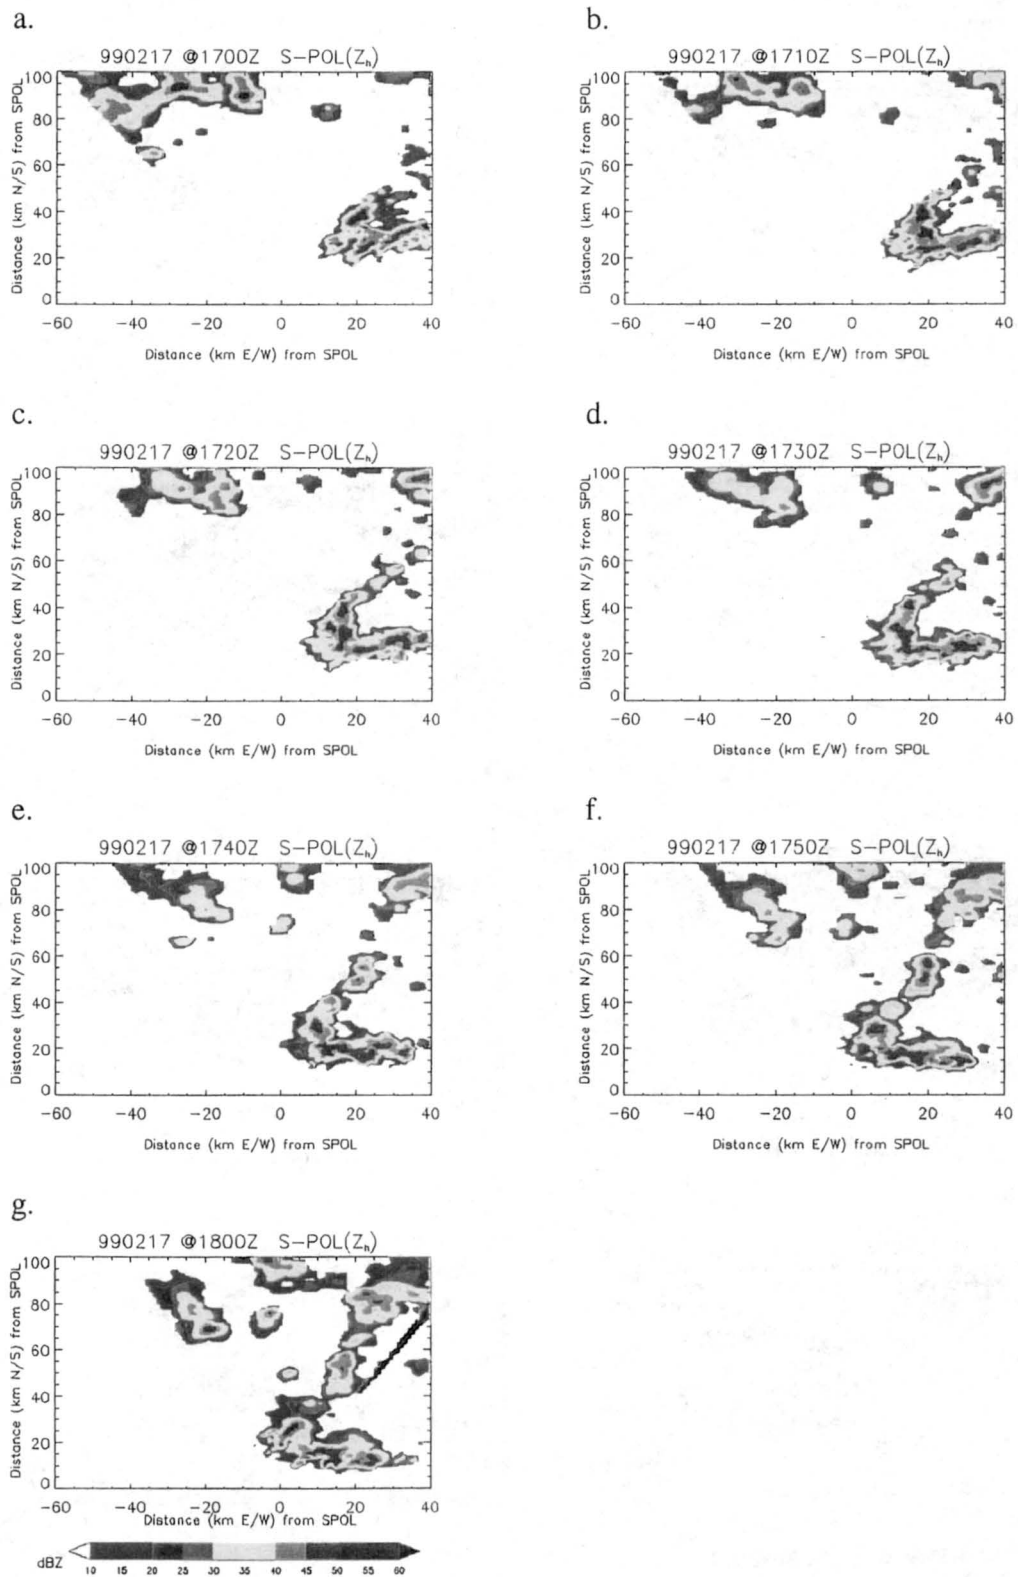 a.
990217 @1700Z S-POL(Zh)
Distance (km N/S) from SPOL
100
80
60
40
20
0
-60 -40 -20 0 20 40
Distance (km E/W) from SPOL
b.
990217 @1710Z S-POL(Zh)
Distance (km N/S) from SPOL
100
80
60
40
20
0
-60 -40 -20 0 20 40
Distance (km E/W) from SPOL
c.
990217 @1720Z S-POL(Zh)
Distance (km N/S) from SPOL
100
80
60
40
20
0
-60 -40 -20 0 20 40
Distance (km E/W) from SPOL
d.
990217 @1730Z S-POL(Zh)
Distance (km N/S) from SPOL
100
80
60
40
20
0
-60 -40 -20 0 20 40
Distance (km E/W) from SPOL
e.
990217 @1740Z S-POL(Zh)
Distance (km N/S) from SPOL
100
80
60
40
20
0
-60 -40 -20 0 20 40
Distance (km E/W) from SPOL
f.
990217 @1750Z S-POL(Zh)
Distance (km N/S) from SPOL
100
80
60
40
20
0
-60 -40 -20 0 20 40
Distance (km E/W) from SPOL
g.
990217 @1800Z S-POL(Zh)
Distance (km N/S) from SPOL
100
80
60
40
20
0
-60 -40 -20 0 20 40
Distance (km E/W) from SPOL
dBZ
10 15 20 25 30 35 40 45 50 55 60